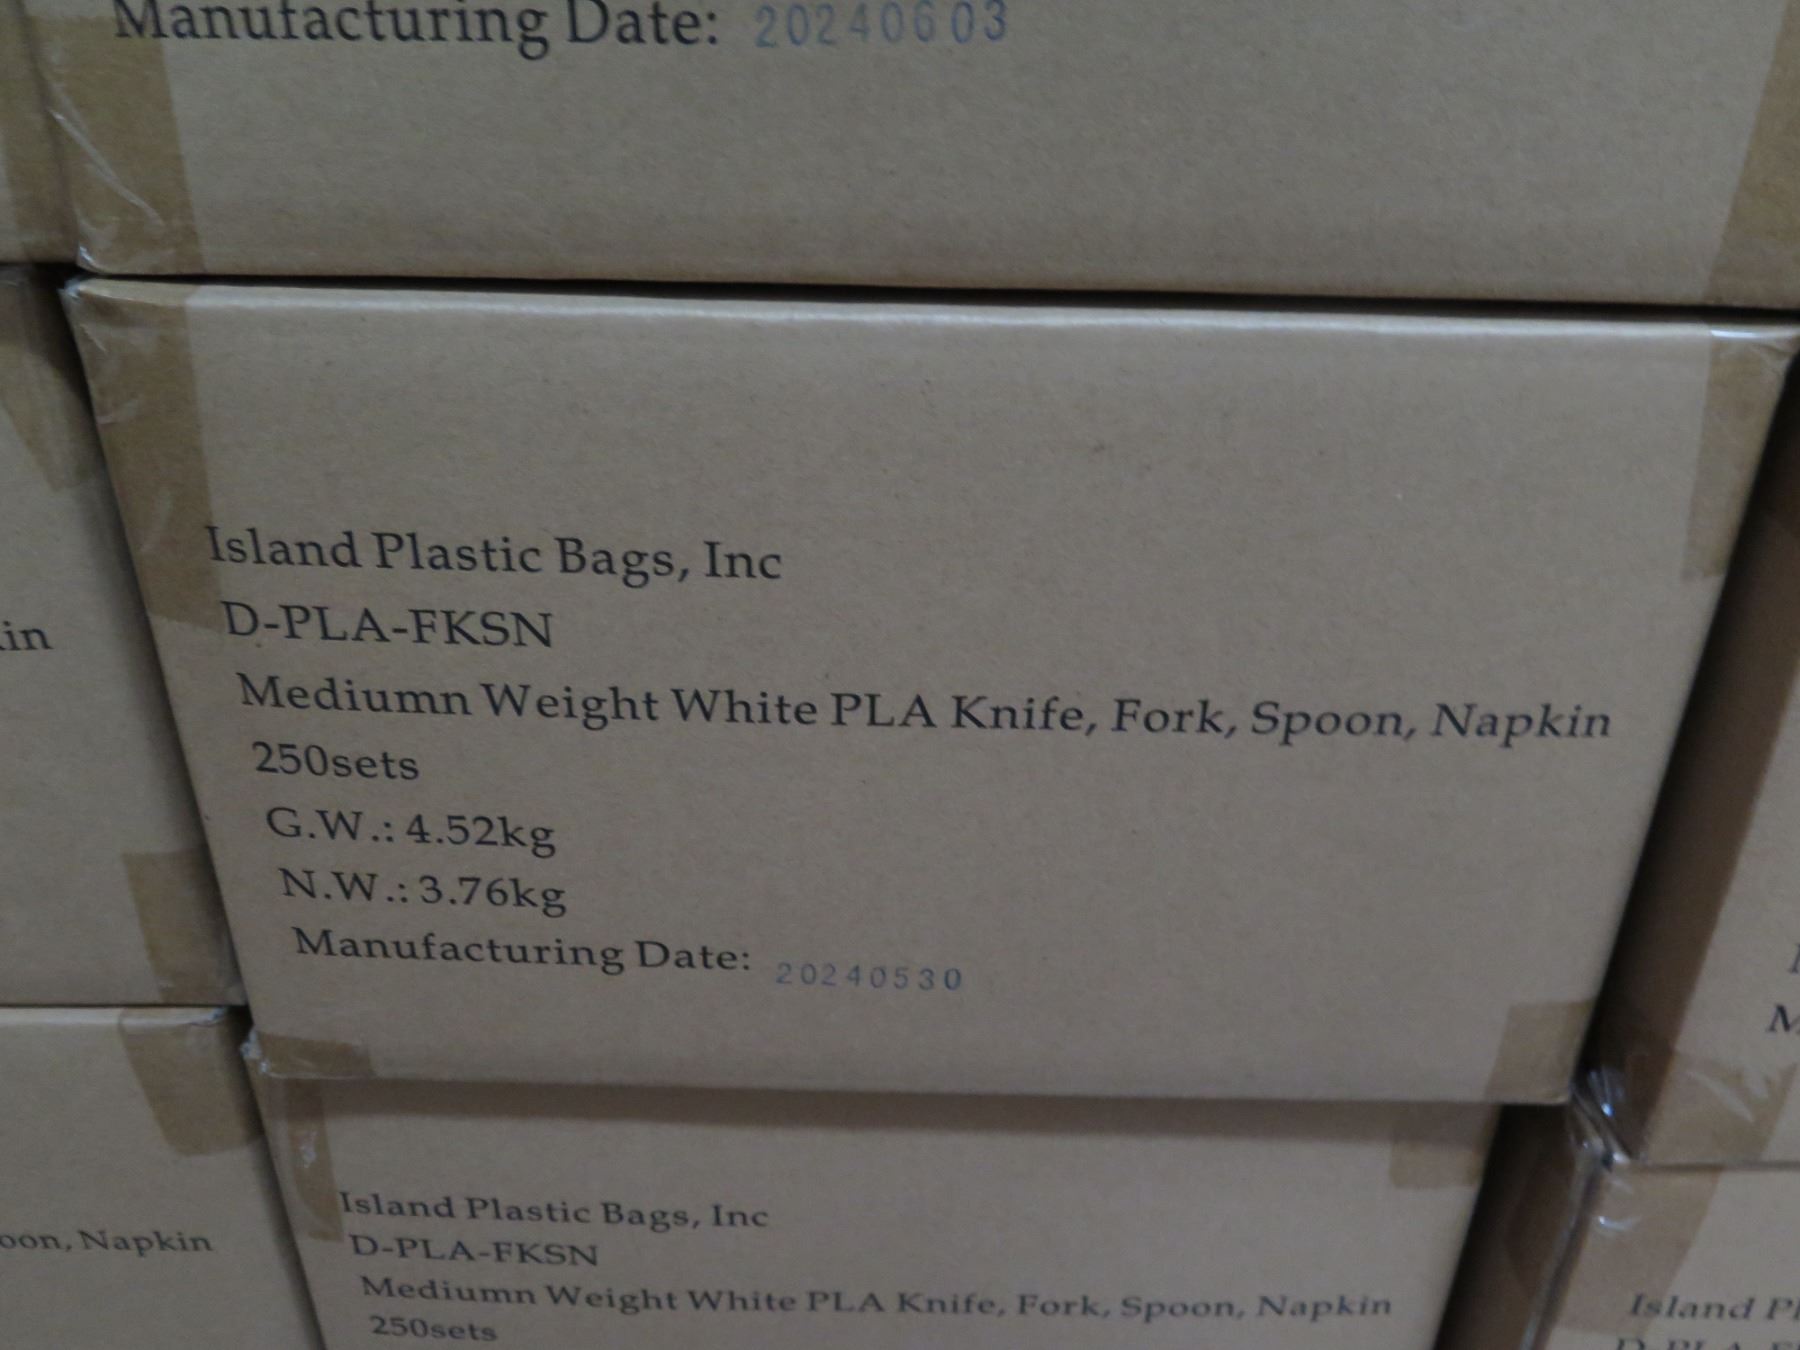 Manufacturing Date: 20240603
Island Plastic Bags, Inc
D-PLA-FKSN
Mediumn Weight White PLA Knife, Fork, Spoon, Napkin
250sets
G.W.: 4.52kg
N.W.: 3.76kg
Manufacturing Date: 20240530
Island Plastic Bags, Inc
D-PLA-FKSN
Mediumn Weight White PLA Knife, Fork, Spoon, Napkin
250sets
Napkin
Island